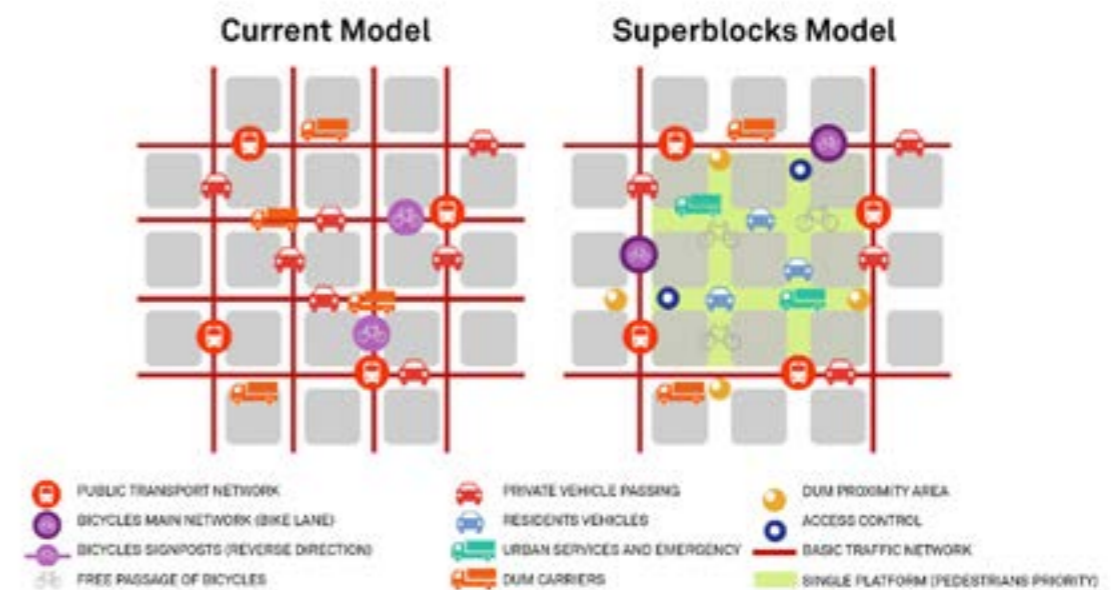 Current Model
Superblocks Model
PUBLIC TRANSPORT NETWORK
BICYCLES MAIN NETWORK (BIKE LANE)
BICYCLES SIGNPOSTS (REVERSE DIRECTION)
FREE PASSAGE OF BICYCLES
PRIVATE VEHICLE PASSING
RESIDENTS VEHICLES
URBAN SERVICES AND EMERGENCY
DUM CARRIERS
DUM PROXIMITY AREA
ACCESS CONTROL
BASIC TRAFFIC NETWORK
SINGLE PLATFORM (PEDESTRIANS PRIORITY)